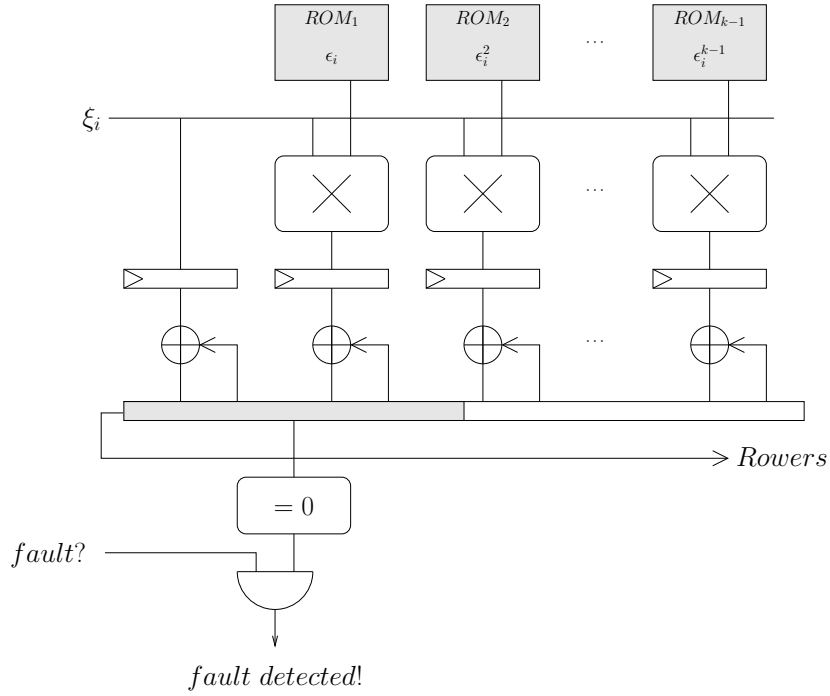 ROM₁ ROM₂ ... ROMₖ₋₁
ϵᵢ ϵᵢ² ϵᵢᵏ⁻¹
ξᵢ
...
...
Rowers
= 0
fault?
fault detected!